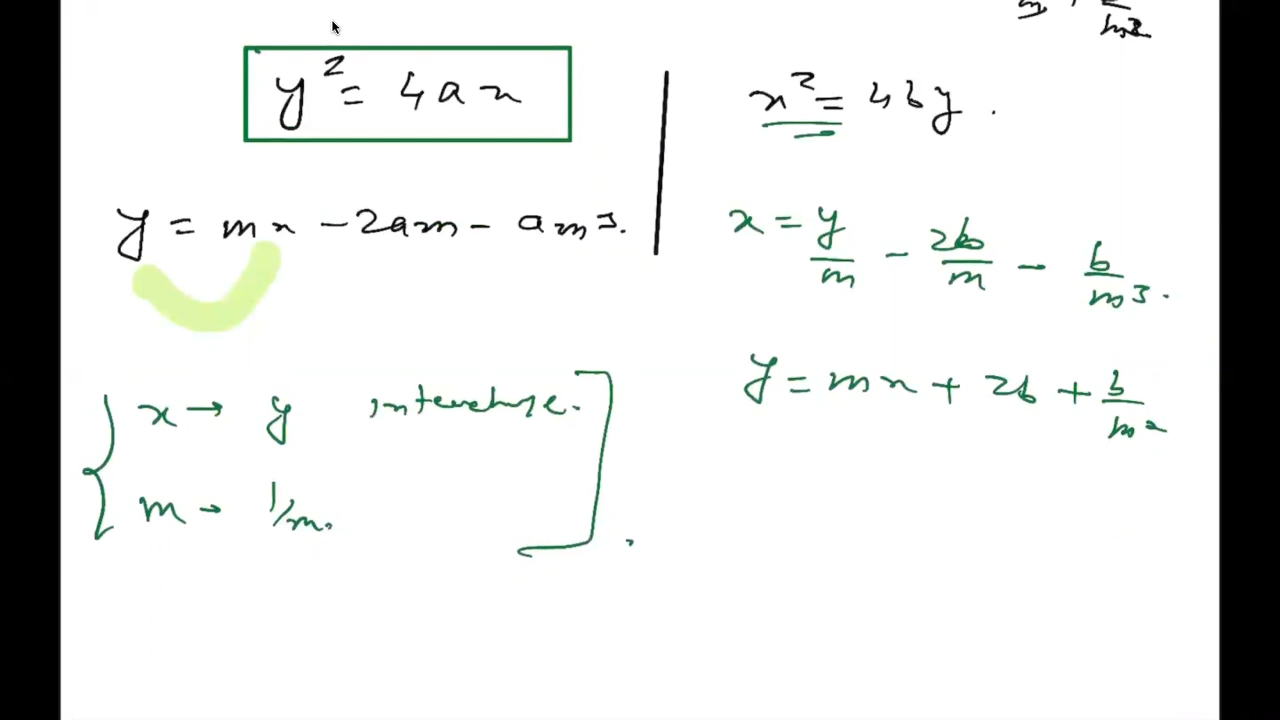 y² = 4ax
y = mx - 2am - am³.
x → y interchange.
m → 1/m.
x² = 4by.
x = y/m - 2b/m - b/m³.
y = mx + 2b + b/m²